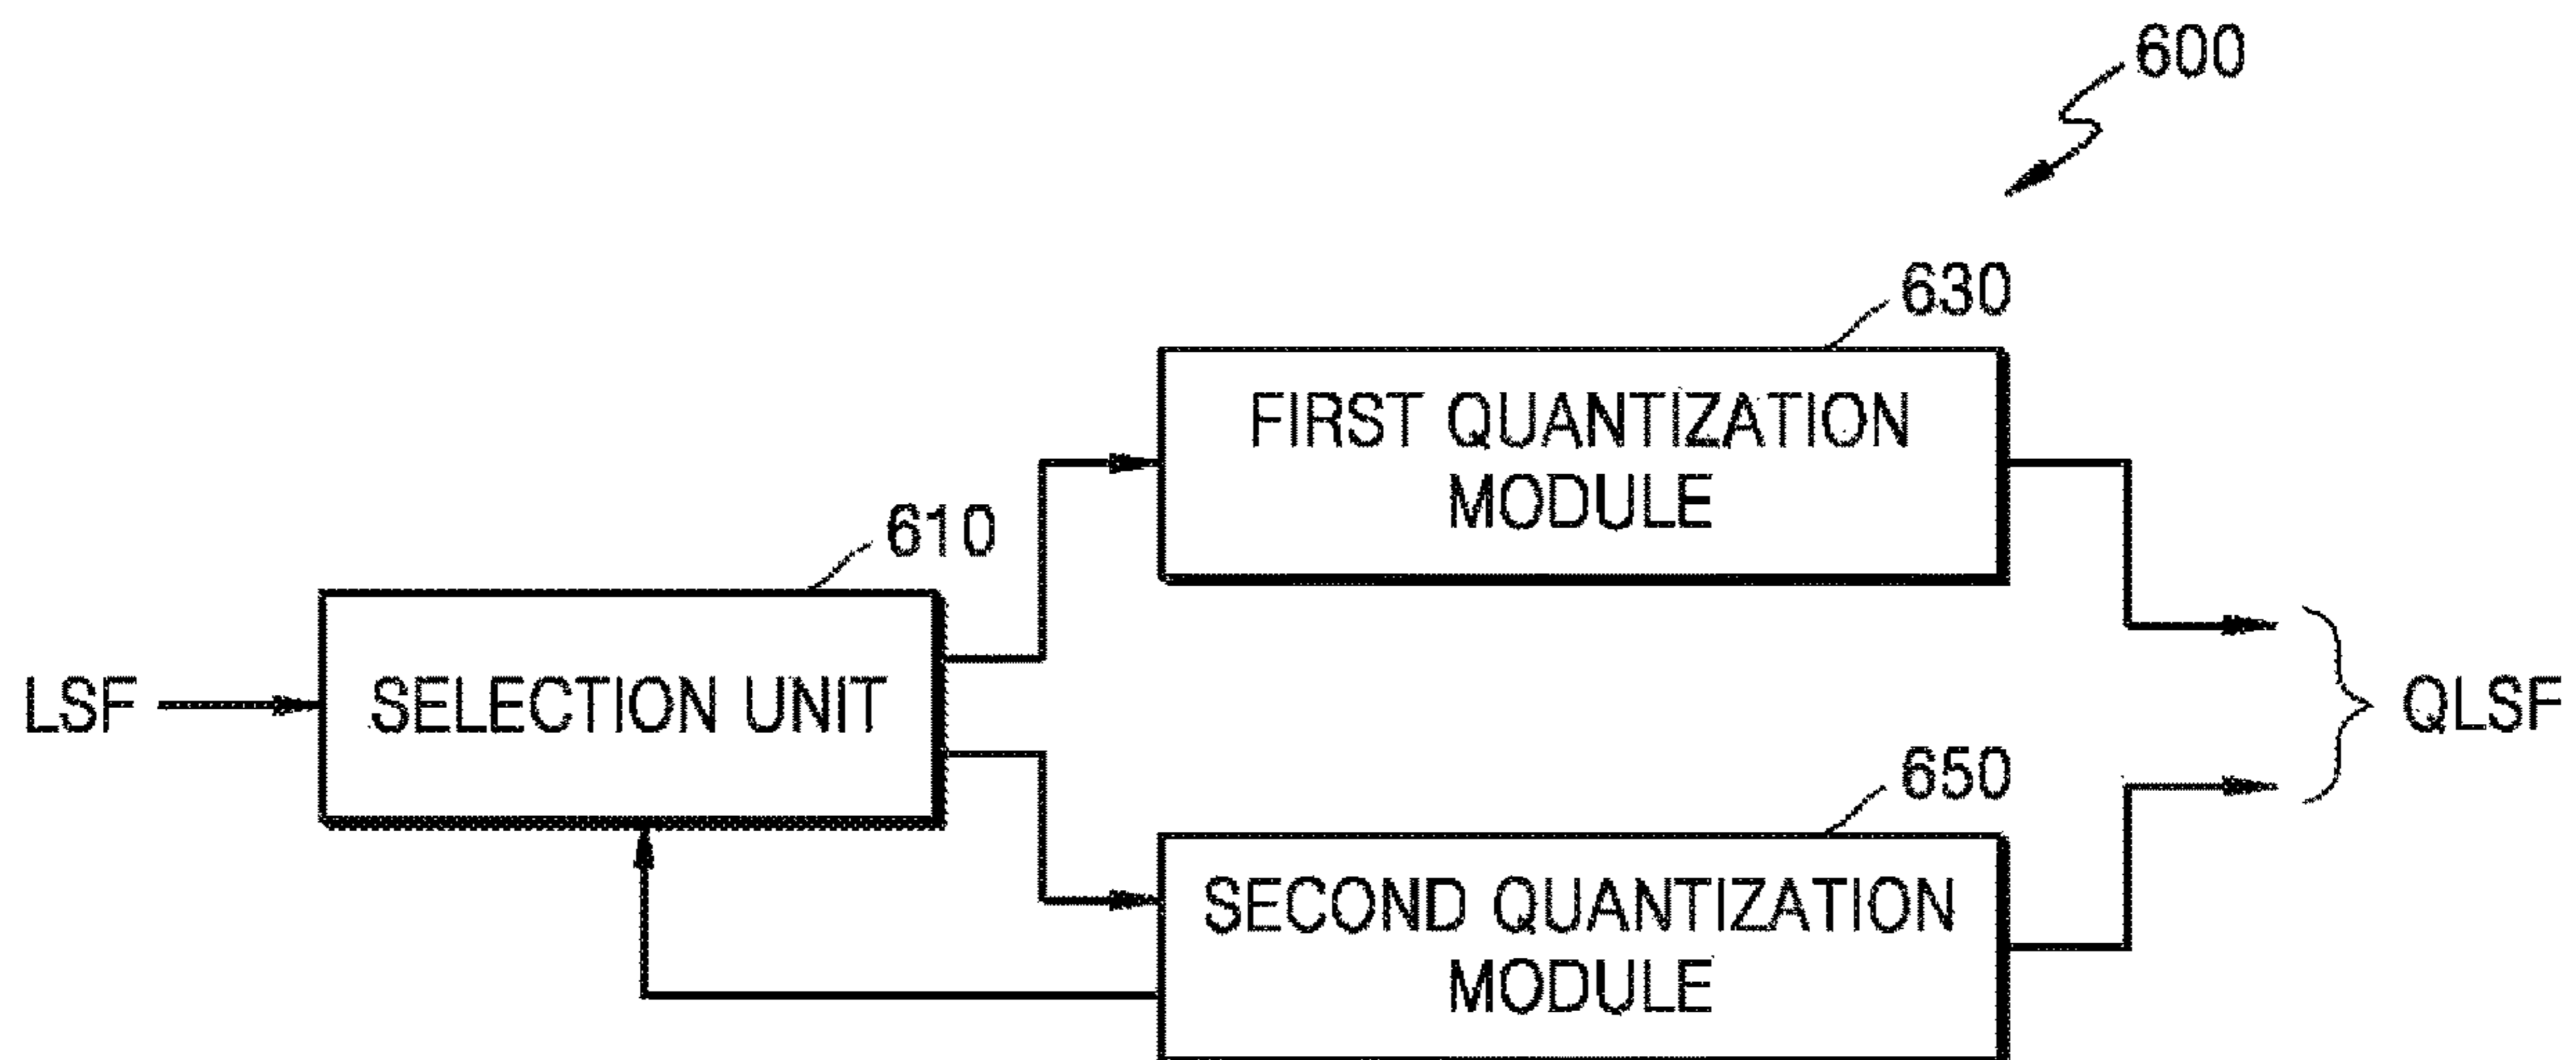 600
630
FIRST QUANTIZATION
MODULE
610
LSF
SELECTION UNIT
QLSF
650
SECOND QUANTIZATION
MODULE